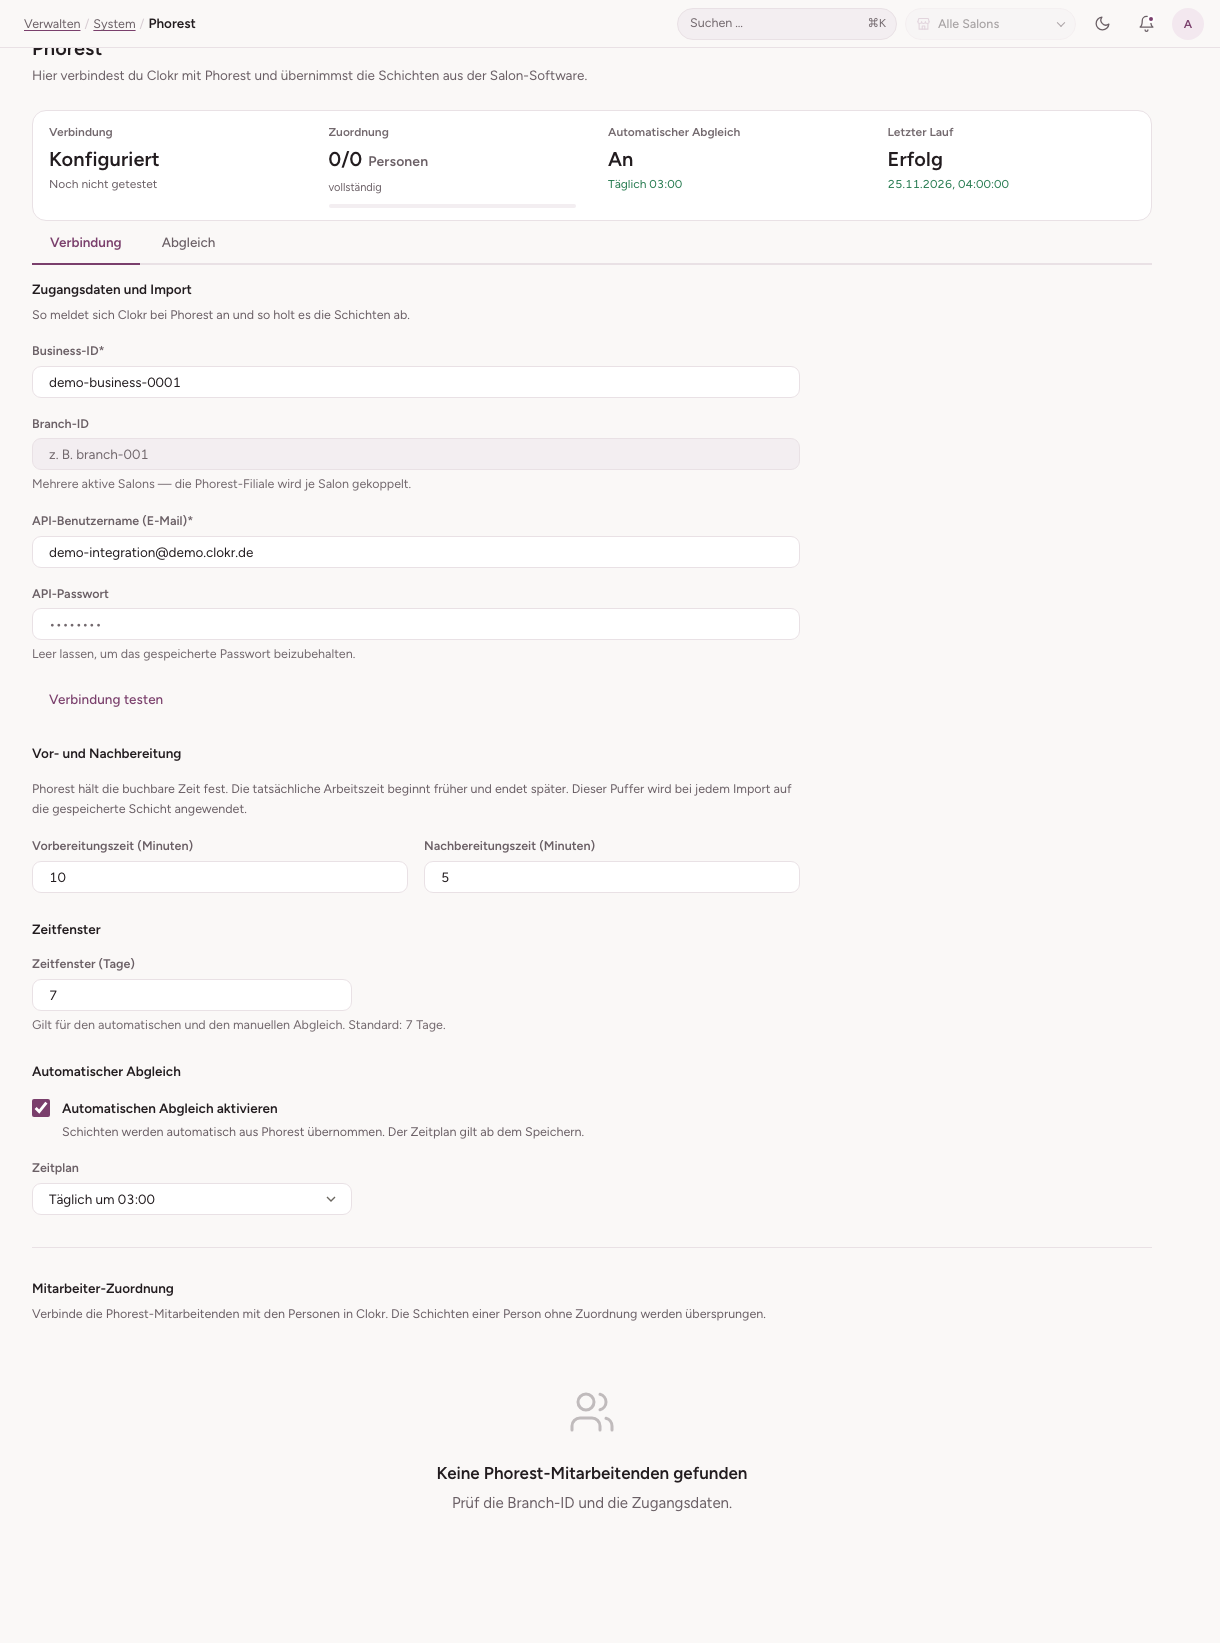 Verwalten / System / Phorest
Suchen … ⌘K
Alle Salons
A
Phorest
Hier verbindest du Clokr mit Phorest und übernimmst die Schichten aus der Salon-Software.
Verbindung
Konfiguriert
Noch nicht getestet
Zuordnung
0/0 Personen
vollständig
Automatischer Abgleich
An
Täglich 03:00
Letzter Lauf
Erfolg
25.11.2026, 04:00:00
Verbindung
Abgleich
Zugangsdaten und Import
So meldet sich Clokr bei Phorest an und so holt es die Schichten ab.
Business-ID*
demo-business-0001
Branch-ID
z. B. branch-001
Mehrere aktive Salons — die Phorest-Filiale wird je Salon gekoppelt.
API-Benutzername (E-Mail)*
demo-integration@demo.clokr.de
API-Passwort
••••••••
Leer lassen, um das gespeicherte Passwort beizubehalten.
Verbindung testen
Vor- und Nachbereitung
Phorest hält die buchbare Zeit fest. Die tatsächliche Arbeitszeit beginnt früher und endet später. Dieser Puffer wird bei jedem Import auf
die gespeicherte Schicht angewendet.
Vorbereitungszeit (Minuten)
10
Nachbereitungszeit (Minuten)
5
Zeitfenster
Zeitfenster (Tage)
7
Gilt für den automatischen und den manuellen Abgleich. Standard: 7 Tage.
Automatischer Abgleich
Automatischen Abgleich aktivieren
Schichten werden automatisch aus Phorest übernommen. Der Zeitplan gilt ab dem Speichern.
Zeitplan
Täglich um 03:00
Mitarbeiter-Zuordnung
Verbinde die Phorest-Mitarbeitenden mit den Personen in Clokr. Die Schichten einer Person ohne Zuordnung werden übersprungen.
Keine Phorest-Mitarbeitenden gefunden
Prüf die Branch-ID und die Zugangsdaten.